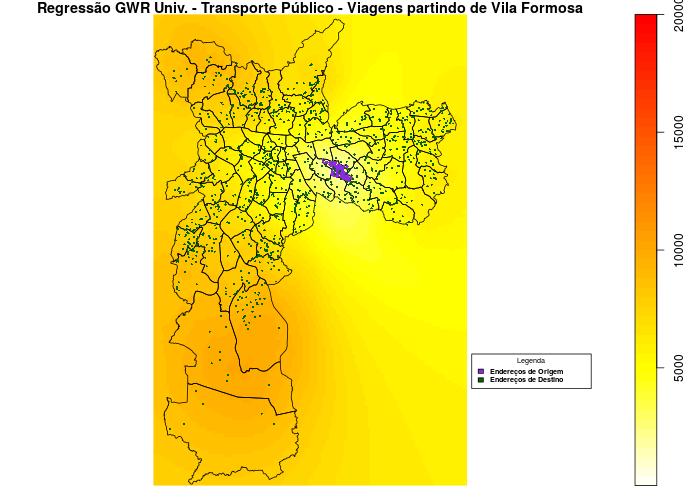 Regressão GWR Univ. - Transporte Público - Viagens partindo de Vila Formosa
20000
15000
10000
5000
Legenda
Endereços de Origem
Endereços de Destino